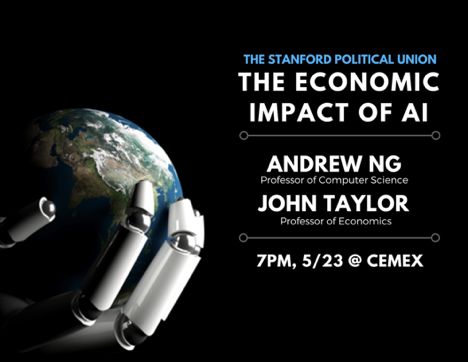 THE STANFORD POLITICAL UNION
THE ECONOMIC
IMPACT OF AI
ANDREW NG
Professor of Computer Science
JOHN TAYLOR
Professor of Economics
7PM, 5/23 @ CEMEX